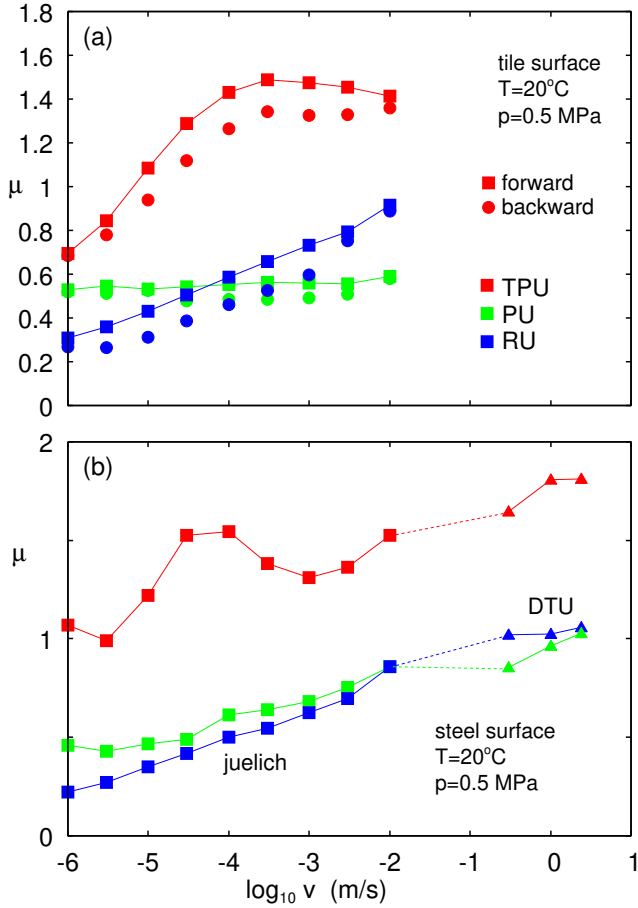 (a)
1.8
1.6
1.4
1.2
1
0.8
0.6
0.4
0.2
0
μ
tile surface
T=20°C
p=0.5 MPa
forward
backward
TPU
PU
RU
(b)
2
1
0
μ
DTU
juelich
steel surface
T=20°C
p=0.5 MPa
-6 -5 -4 -3 -2 -1 0 1
log₁₀ v (m/s)